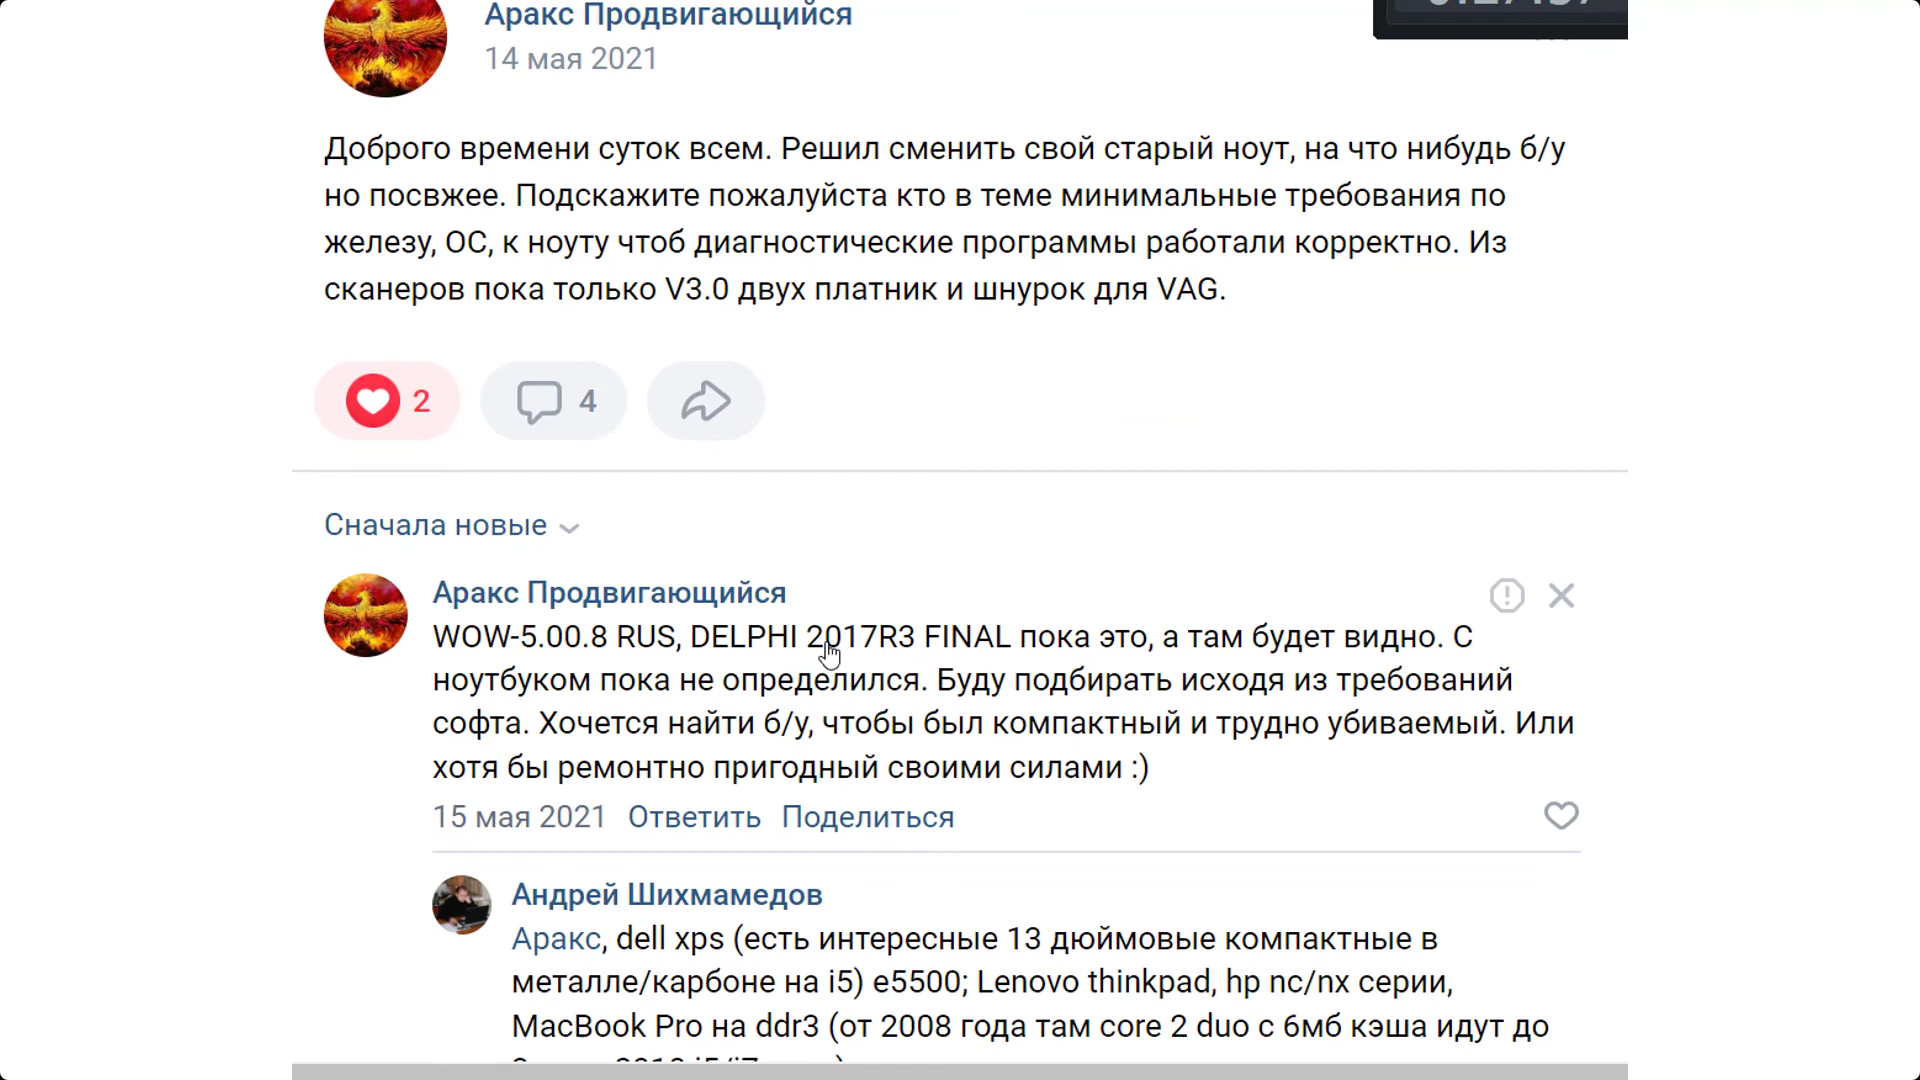 Аракс Продвигающийся
14 мая 2021
Доброго времени суток всем. Решил сменить свой старый ноут, на что нибудь б/у
но посвжее. Подскажите пожалуйста кто в теме минимальные требования по
железу, ОС, к ноуту чтоб диагностические программы работали корректно. Из
сканеров пока только V3.0 двух платник и шнурок для VAG.
2
4
Сначала новые
Аракс Продвигающийся
WOW-5.00.8 RUS, DELPHI 2017R3 FINAL пока это, а там будет видно. С
ноутбуком пока не определился. Буду подбирать исходя из требований
софта. Хочется найти б/у, чтобы был компактный и трудно убиваемый. Или
хотя бы ремонтно пригодный своими силами :)
15 мая 2021 Ответить Поделиться
Андрей Шихмамедов
Аракс, dell xps (есть интересные 13 дюймовые компактные в
металле/карбоне на i5) e5500; Lenovo thinkpad, hp nc/nx серии,
MacBook Pro на ddr3 (от 2008 года там core 2 duo с 6мб кэша идут до